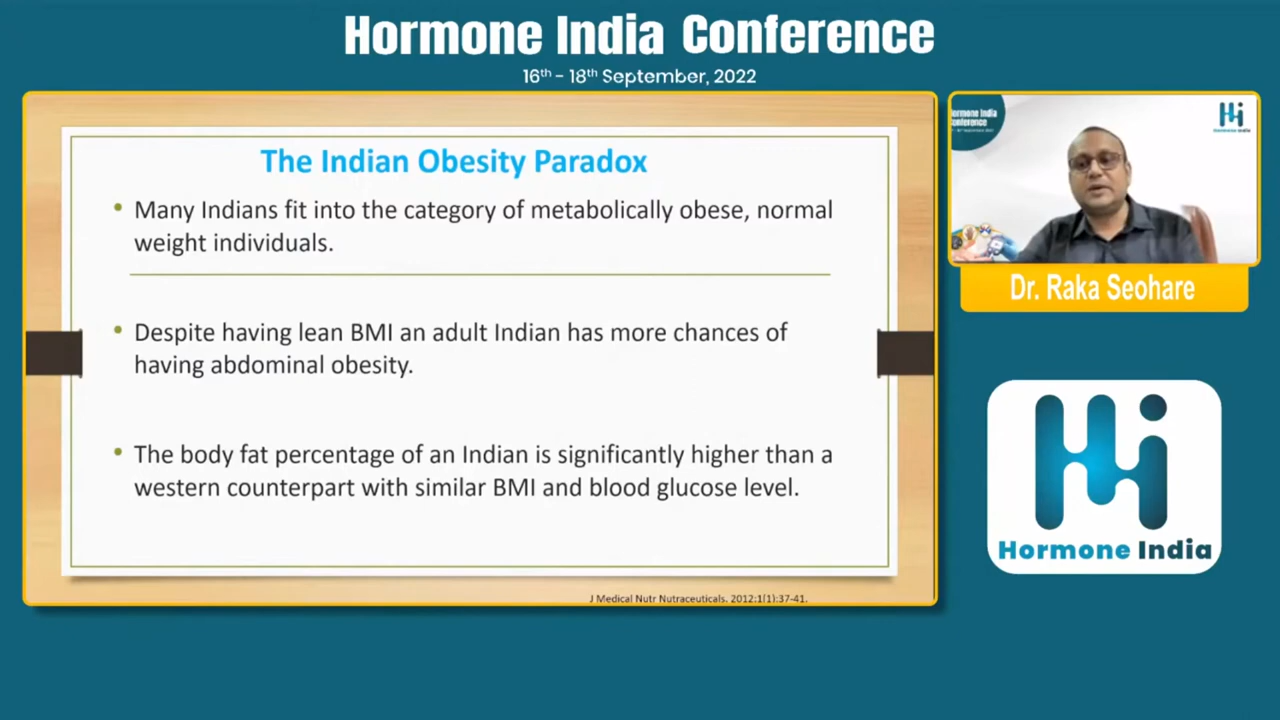 Hormone India Conference
16th - 18th September, 2022
The Indian Obesity Paradox
• Many Indians fit into the category of metabolically obese, normal
weight individuals.
• Despite having lean BMI an adult Indian has more chances of
having abdominal obesity.
• The body fat percentage of an Indian is significantly higher than a
western counterpart with similar BMI and blood glucose level.
J Medical Nutr Nutraceuticals. 2012;1(1):37-41.
Hormone India
Dr. Raka Seohare
Hi
Hormone India